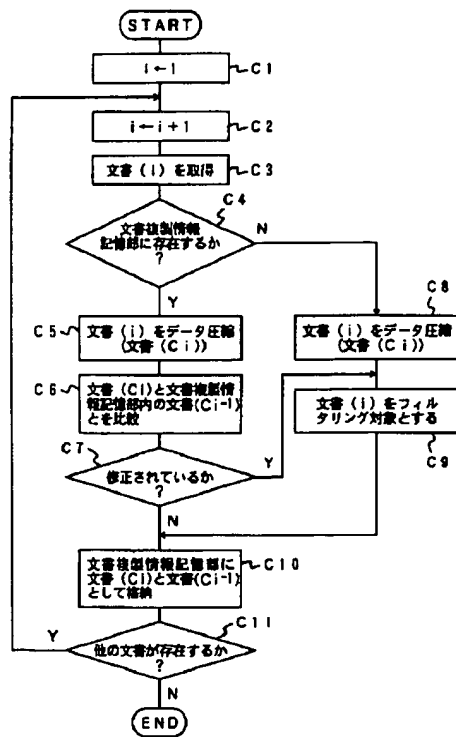 START
i←1
C1
i←i+1
C2
文書(i)を取得
C3
C4
文書複製情報
記憶部に存在するか
?
N
Y
C8
C5
文書(i)をデータ圧縮
(文書(Ci))
文書(i)をデータ圧縮
(文書(Ci))
C6
文書(Ci)と文書複製情
報記憶部内の文書(Ci-1)
とを比較
文書(i)をフィル
タリング対象とする
C9
C7
修正されているか
?
Y
N
文書複製情報記憶部に
文書(Ci)と文書(Ci-1)
として格納
C10
C11
Y
他の文書が存在するか
?
N
END